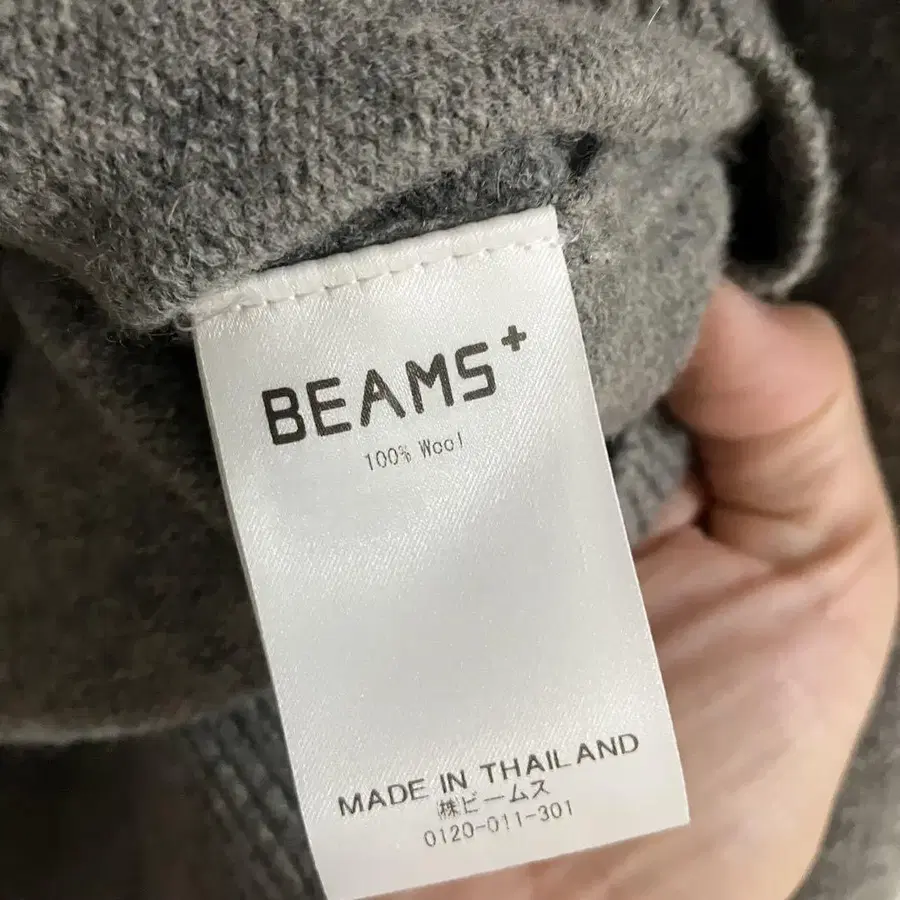 BEAMS+
100% Wool
MADE IN THAILAND
㈱ビームス
0120-011-301